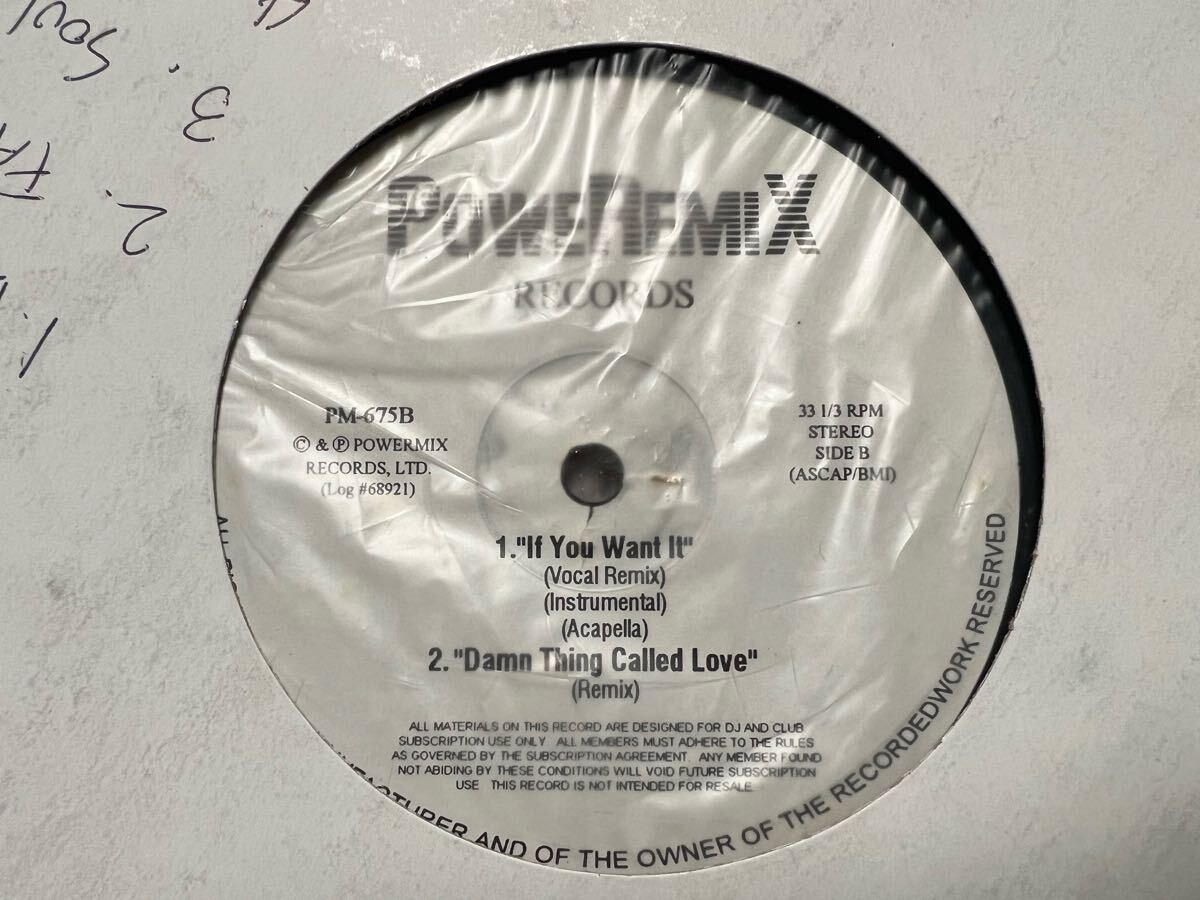 POWEREMIX
RECORDS
PM-675B
© & ℗ POWERMIX
RECORDS, LTD.
(Log #68921)
33 1/3 RPM
STEREO
SIDE B
(ASCAP/BMI)
1."If You Want It"
(Vocal Remix)
(Instrumental)
(Acapella)
2. "Damn Thing Called Love"
(Remix)
ALL MATERIALS ON THIS RECORD ARE DESIGNED FOR DJ AND CLUB
SUBSCRIPTION USE ONLY ALL MEMBERS MUST ADHERE TO THE RULES
AS GOVERNED BY THE SUBSCRIPTION AGREEMENT. ANY MEMBER FOUND
NOT ABIDING BY THESE CONDITIONS WILL VOID FUTURE SUBSCRIPTION
USE THIS RECORD IS NOT INTENDED FOR RESALE
ALL AND OF THE OWNER OF THE RECORDEDWORK RESERVED
1.
2.
3.